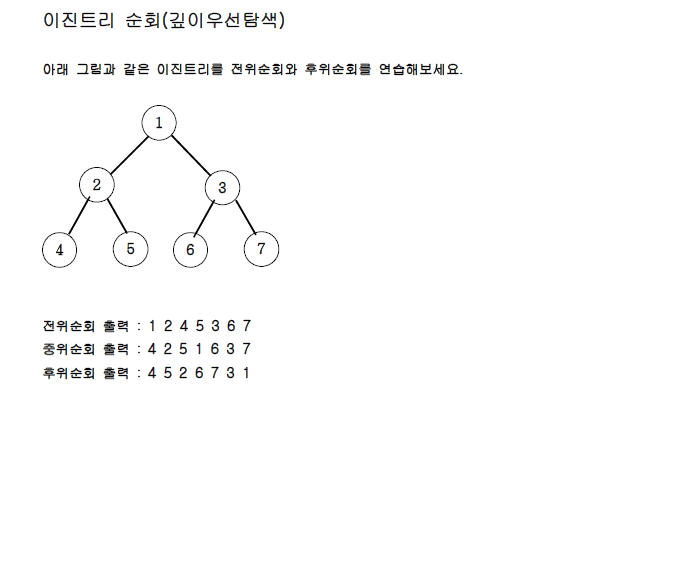 이진트리 순회(깊이우선탐색)
아래 그림과 같은 이진트리를 전위순회와 후위순회를 연습해보세요.
1
2
3
4
5
6
7
전위순회 출력 : 1 2 4 5 3 6 7
중위순회 출력 : 4 2 5 1 6 3 7
후위순회 출력 : 4 5 2 6 7 3 1